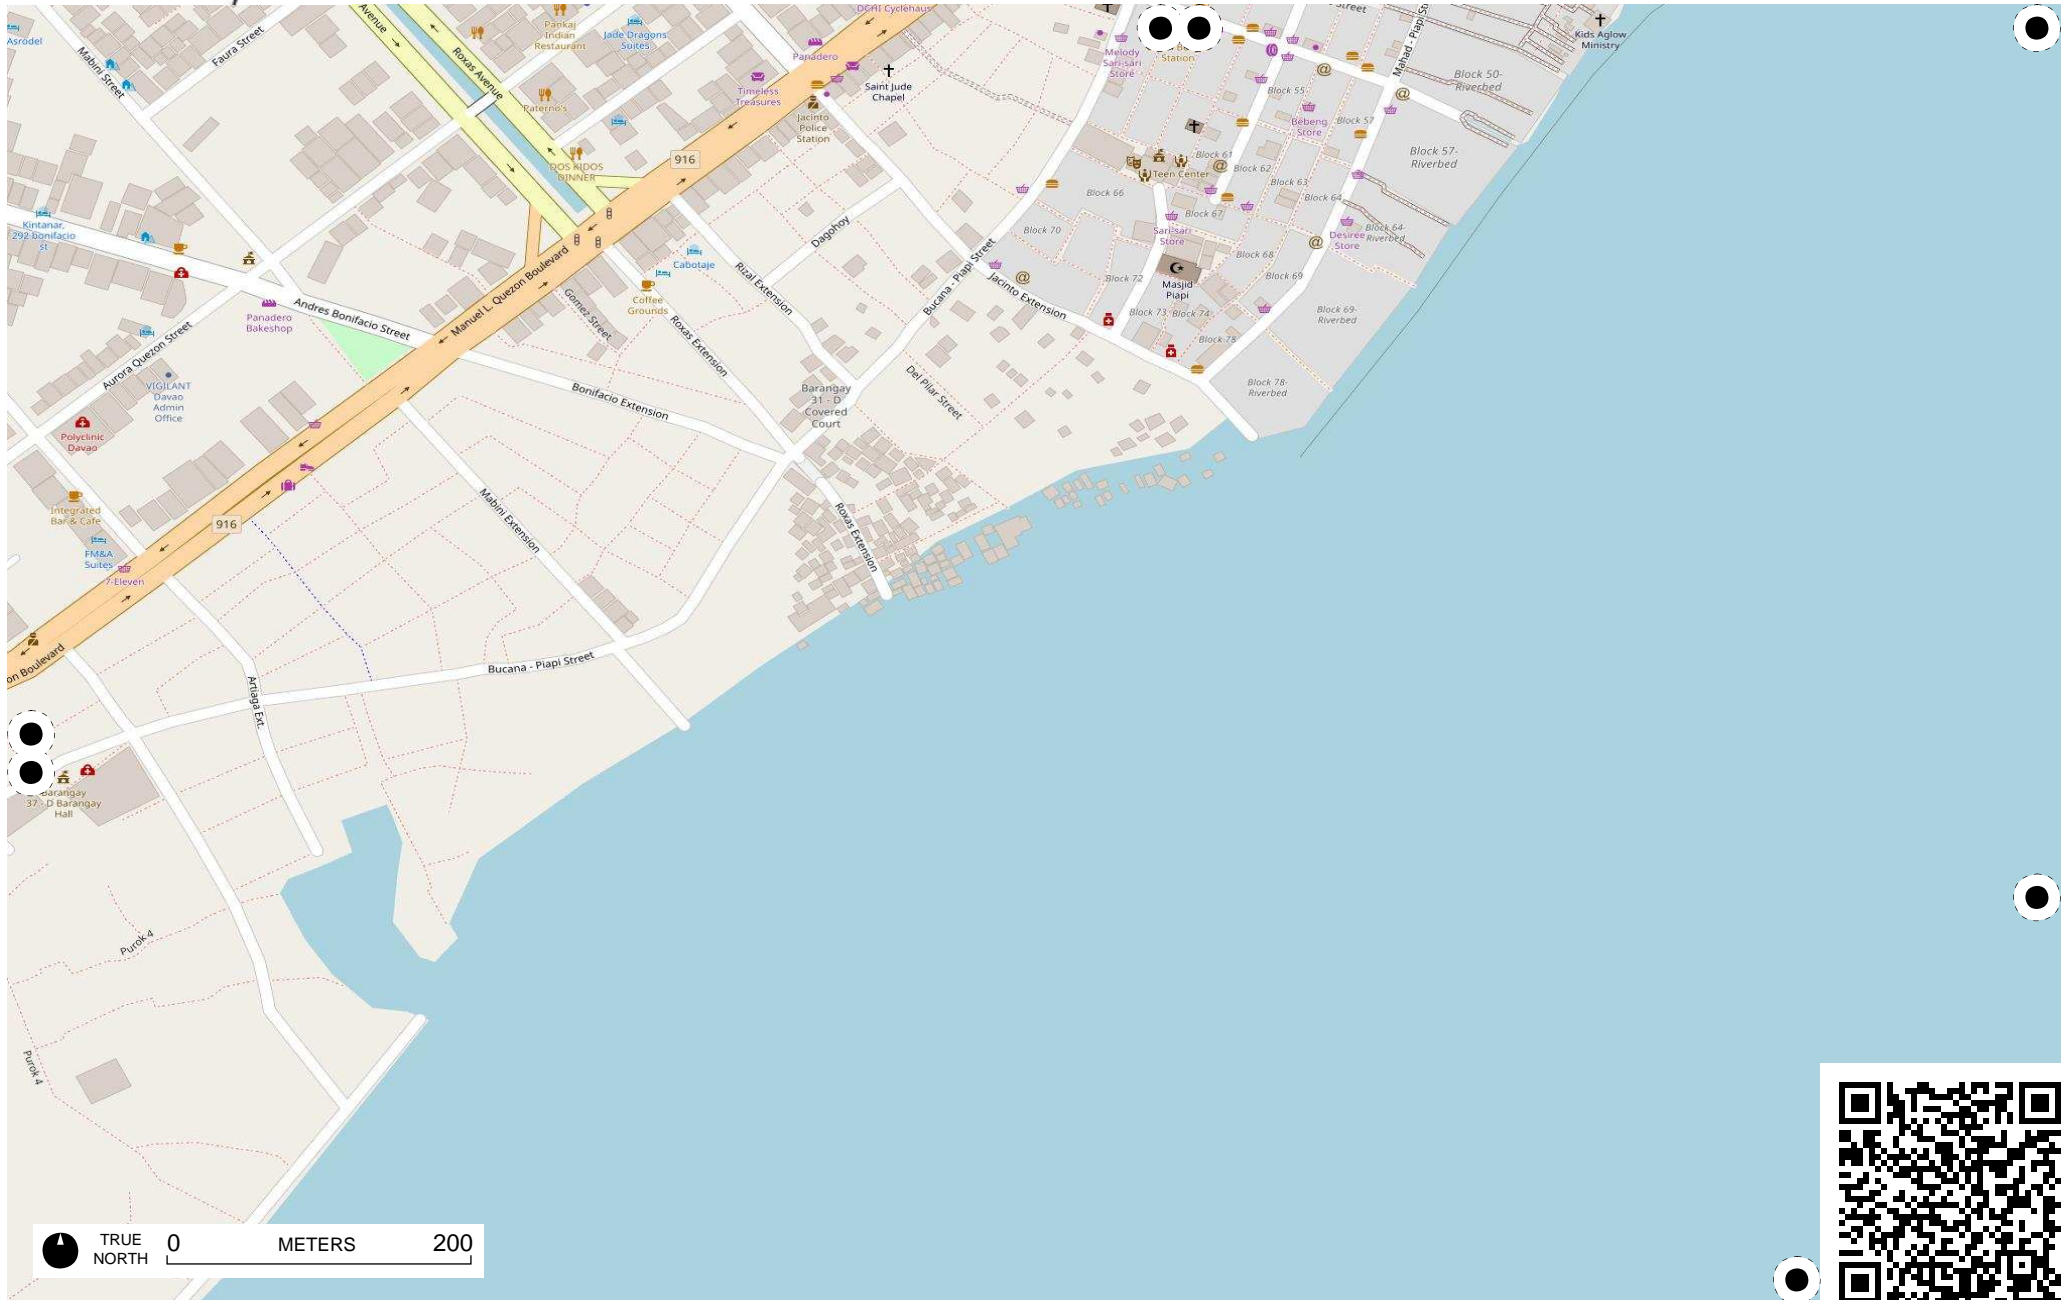 DCHI Cyclehaus
Pankaj
Indian
Restaurant
Jade Dragons
Suites
Asrodel
Mabini Street
Faura Street
Avenue
Roxas Avenue
Paterno's
Panadero
Timeless
Treasures
Saint Jude
Chapel
Jacinto
Police
Station
Melody
Sari-sari
Store
Station
Street
Mahad - Piapi St
Kids Aglow
Ministry
Block 50-
Riverbed
Block 55
Bebeng
Store
Block 57
Block 57-
Riverbed
DOS KIDOS
DINNER
916
Block 61
Teen Center
Block 62
Block 63
Block 64
Block 66
Block 67
Sari-sari
Store
Desiree
Store
Block 64-
Riverbed
Block 70
Block 68
Block 69
Block 72
Masjid
Piapi
Block 73
Block 74
Block 69-
Riverbed
Block 78
Block 78-
Riverbed
Kintanar,
292 bonifacio
st
Dagohoy
Cabotaje
Rizal Extension
Bucana - Piapi Street
Jacinto Extension
Manuel L. Quezon Boulevard
Gomez Street
Coffee
Grounds
Roxas Extension
Panadero
Bakeshop
Andres Bonifacio Street
Aurora Quezon Street
VIGILANT
Davao
Admin
Office
Bonifacio Extension
Barangay
31 - D
Covered
Court
Del Pilar Street
Polyclinic
Davao
Integrated
Bar & Cafe
916
FM&A
Suites
7-Eleven
Mabini Extension
Roxas Extension
on Boulevard
Artiaga Ext.
Bucana - Piapi Street
Barangay
37 - D Barangay
Hall
Purok 4
Purok 4
TRUE
NORTH
0 METERS 200